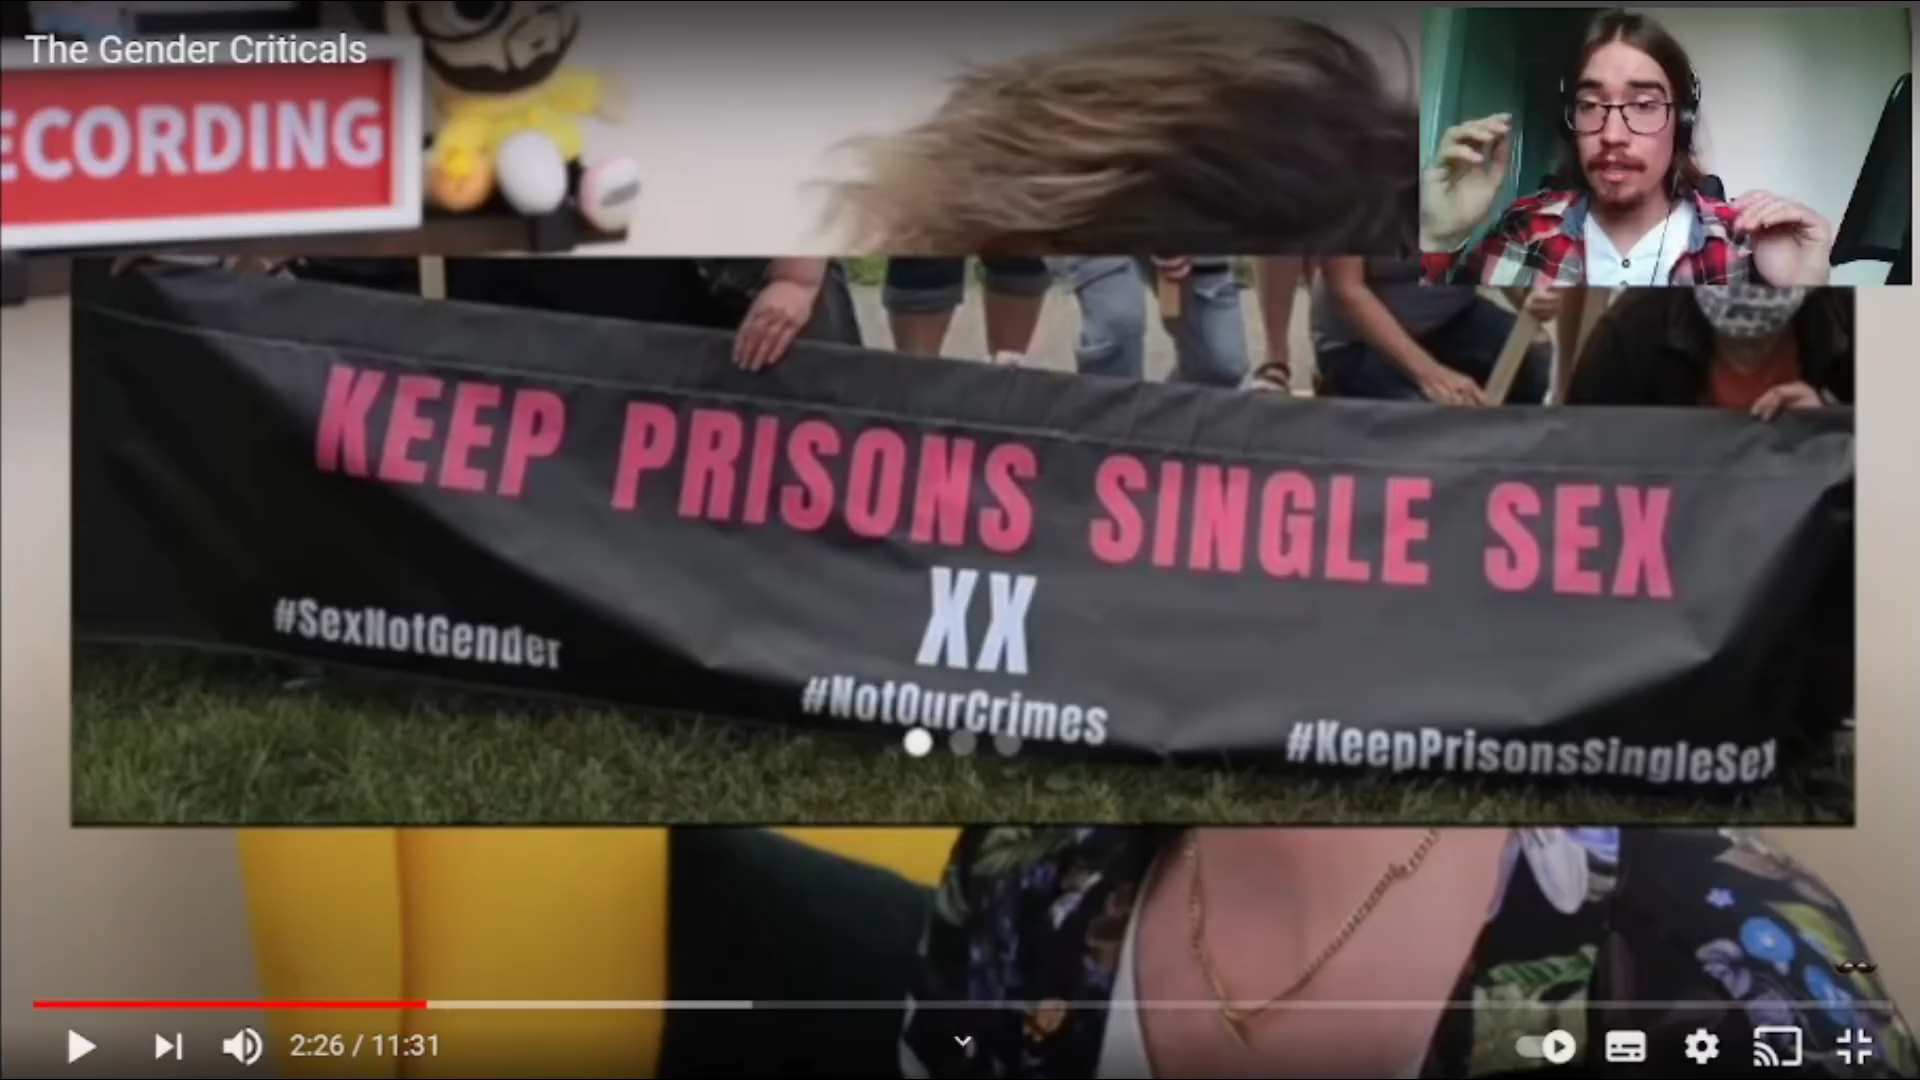 The Gender Criticals
ECORDING
KEEP PRISONS SINGLE SEX
XX
#SexNotGender
#NotOurCrimes
#KeepPrisonsSingleSex
2:26 / 11:31